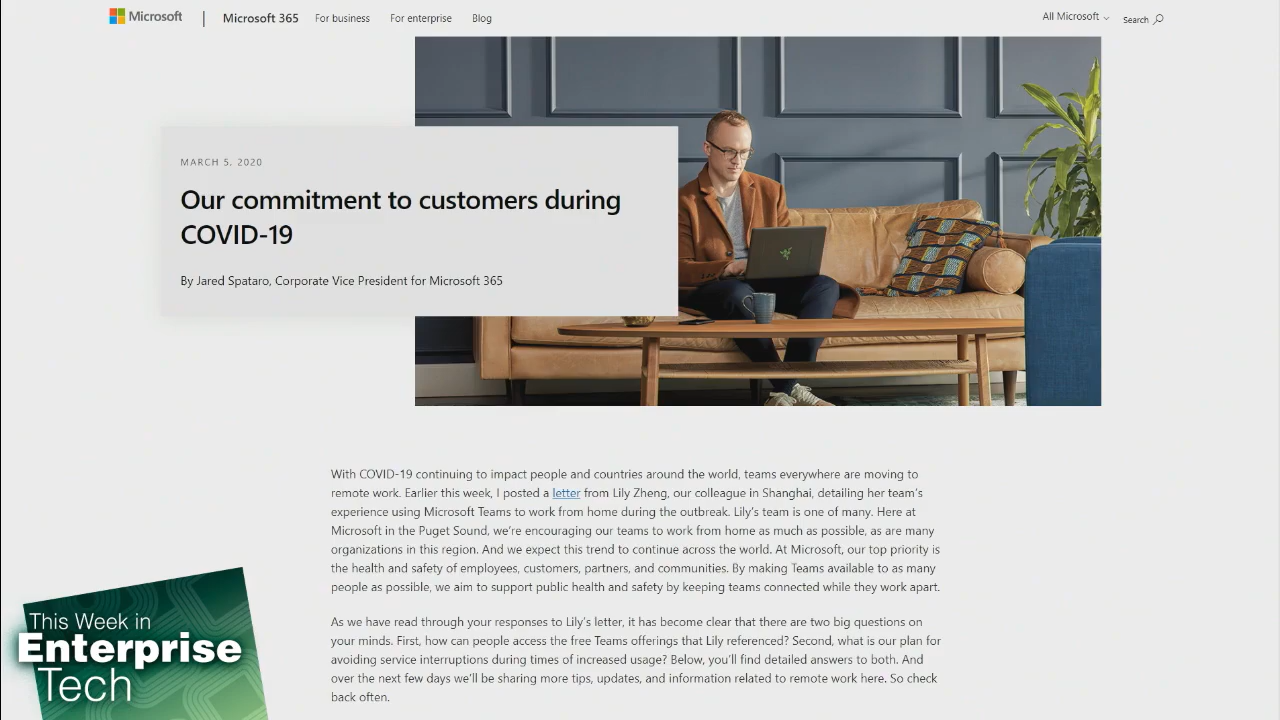 Microsoft | Microsoft 365 For business For enterprise Blog All Microsoft Search
MARCH 5, 2020
Our commitment to customers during
COVID-19
By Jared Spataro, Corporate Vice President for Microsoft 365
With COVID-19 continuing to impact people and countries around the world, teams everywhere are moving to
remote work. Earlier this week, I posted a letter from Lily Zheng, our colleague in Shanghai, detailing her team's
experience using Microsoft Teams to work from home during the outbreak. Lily's team is one of many. Here at
Microsoft in the Puget Sound, we're encouraging our teams to work from home as much as possible, as are many
organizations in this region. And we expect this trend to continue across the world. At Microsoft, our top priority is
the health and safety of employees, customers, partners, and communities. By making Teams available to as many
people as possible, we aim to support public health and safety by keeping teams connected while they work apart.
As we have read through your responses to Lily's letter, it has become clear that there are two big questions on
your minds. First, how can people access the free Teams offerings that Lily referenced? Second, what is our plan for
avoiding service interruptions during times of increased usage? Below, you'll find detailed answers to both. And
over the next few days we'll be sharing more tips, updates, and information related to remote work here. So check
back often.
This Week in
Enterprise
Tech